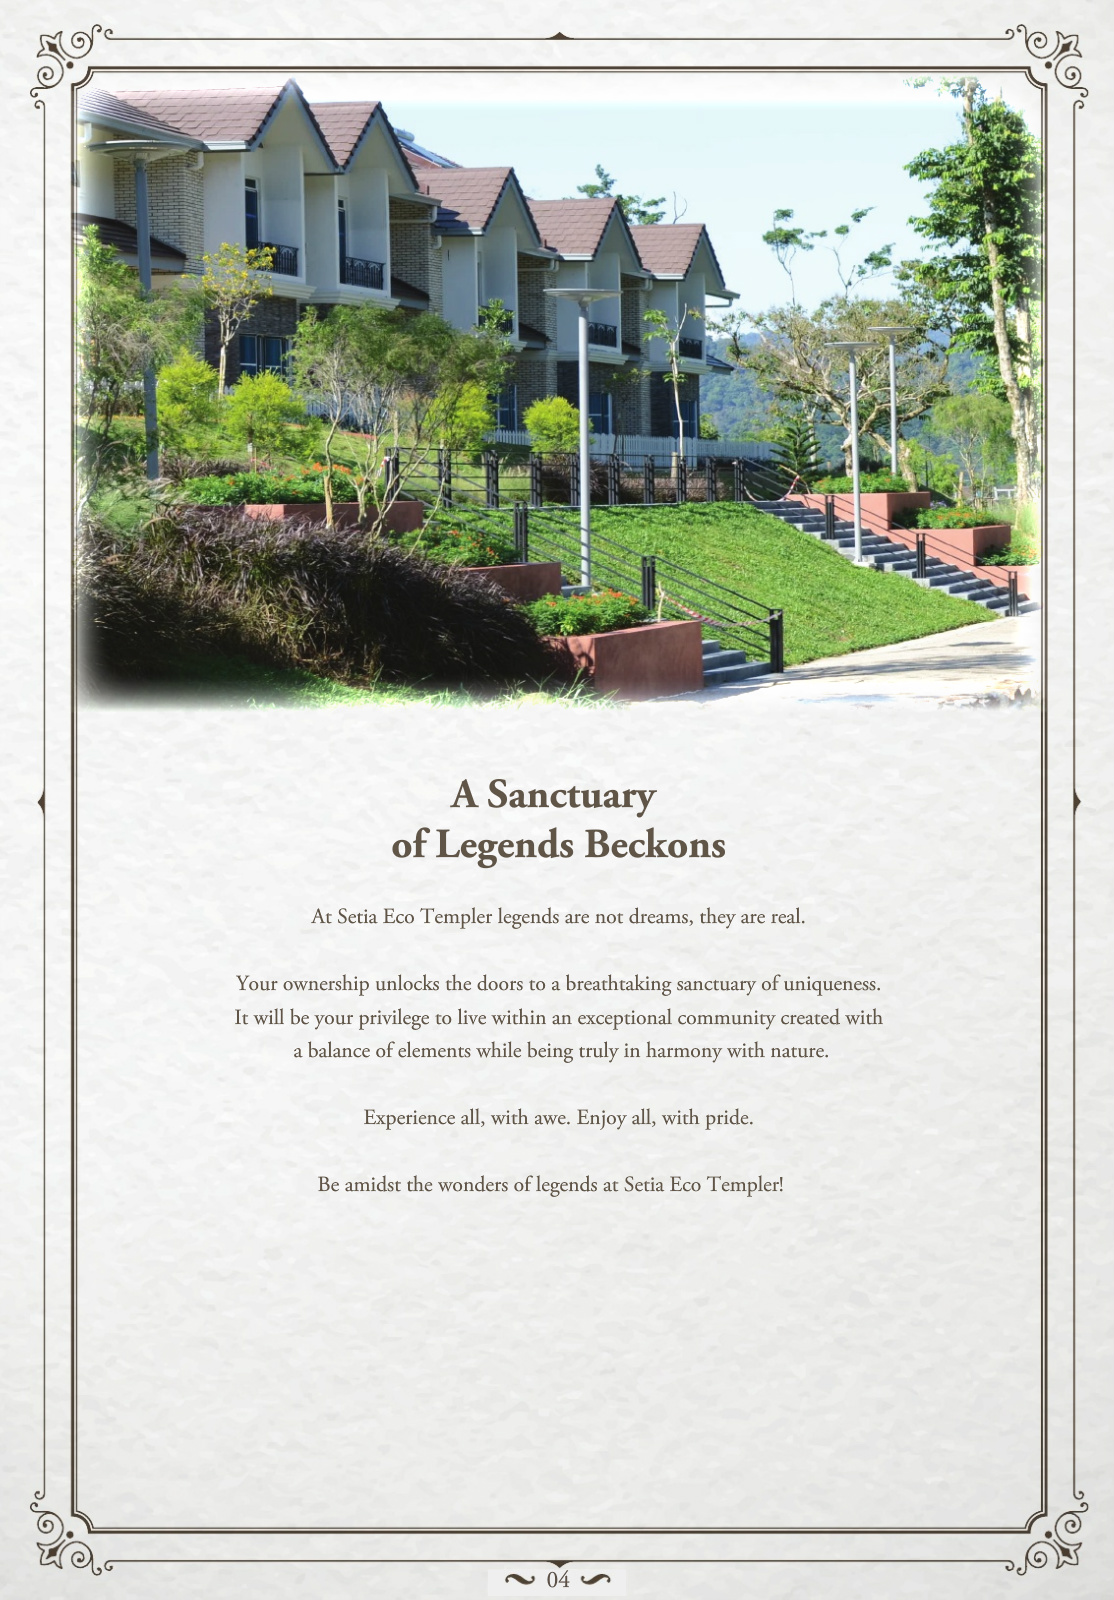 A Sanctuary
of Legends Beckons
At Setia Eco Templer legends are not dreams, they are real.
Your ownership unlocks the doors to a breathtaking sanctuary of uniqueness.
It will be your privilege to live within an exceptional community created with
a balance of elements while being truly in harmony with nature.
Experience all, with awe. Enjoy all, with pride.
Be amidst the wonders of legends at Setia Eco Templer!
04